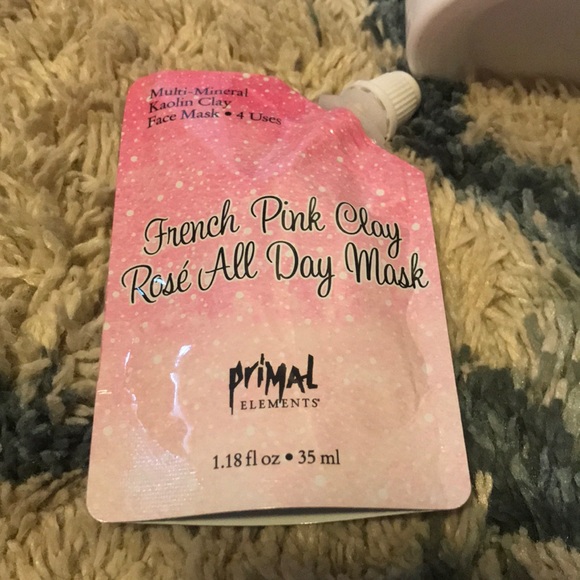 Multi-Mineral
Kaolin Clay
Face Mask • 4 Uses
French Pink Clay
Rosé All Day Mask
PRIMAL
ELEMENTS®
1.18 fl oz • 35 ml